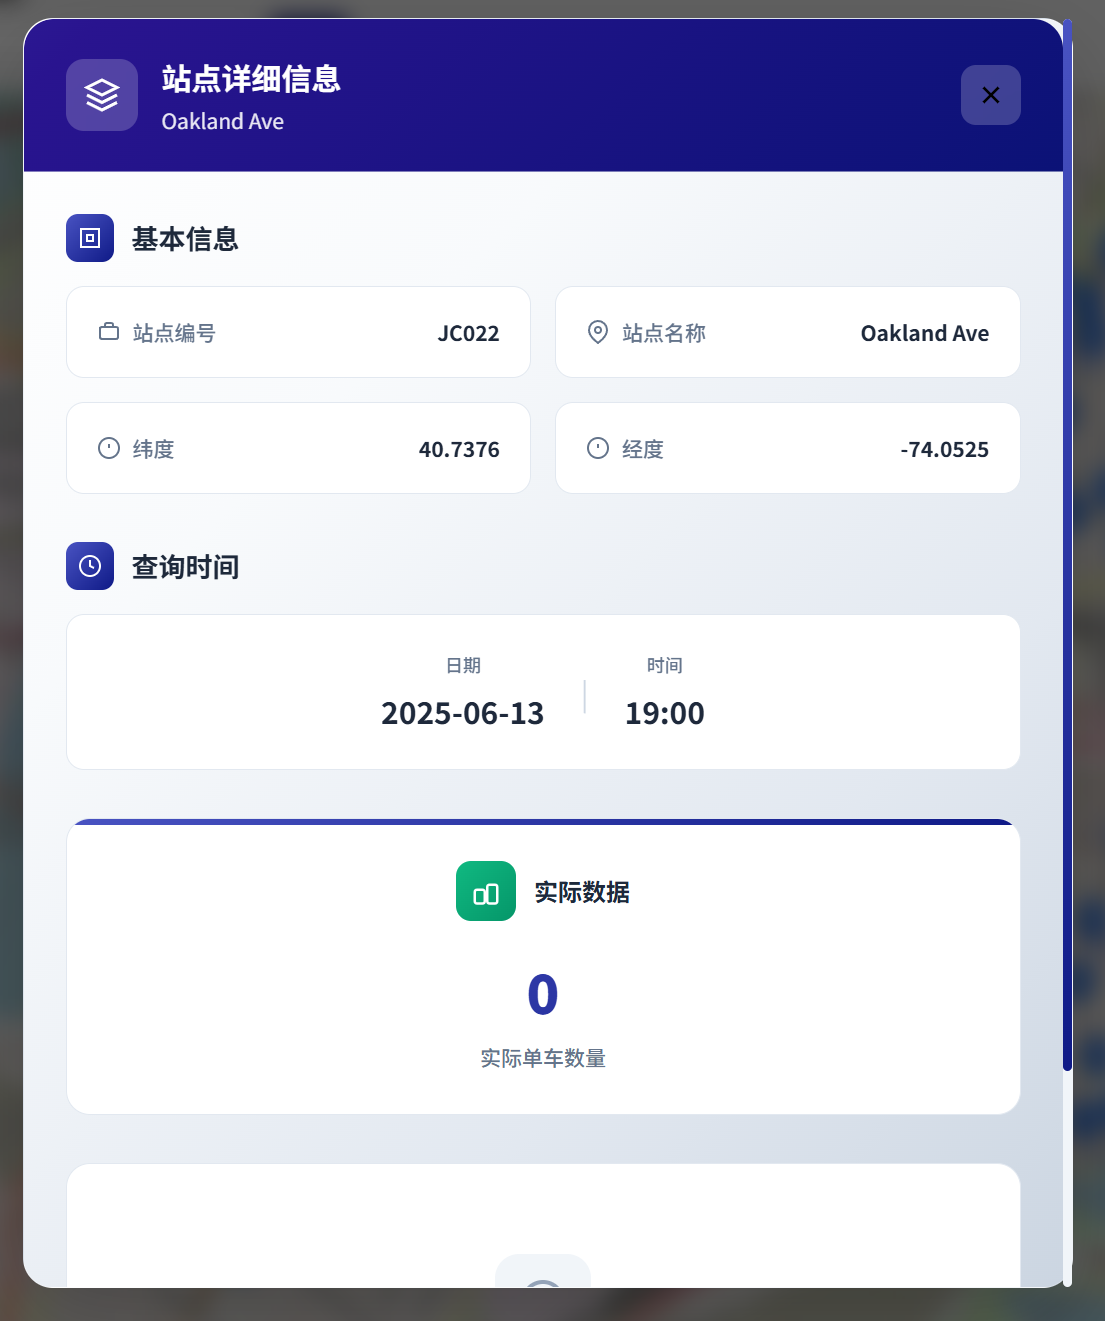 站点详细信息
Oakland Ave
基本信息
站点编号 JC022
站点名称 Oakland Ave
纬度 40.7376
经度 -74.0525
查询时间
日期
2025-06-13
时间
19:00
实际数据
0
实际单车数量